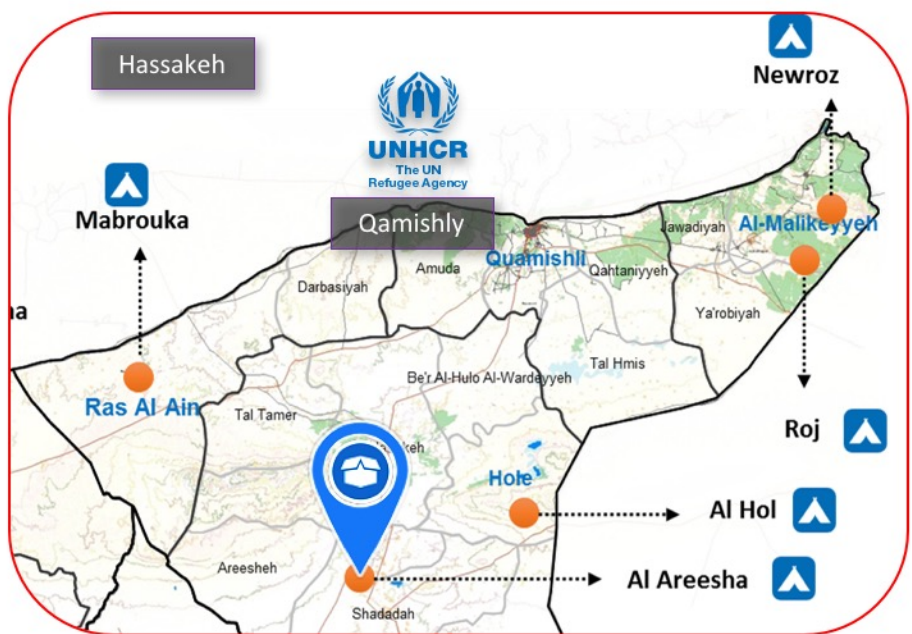 Hassakeh
Newroz
UNHCR
The UN
Refugee Agency
Mabrouka
Qamishly
Al-Malikeyyeh
Jawadiyah
Quamishli
Amuda
Qahtaniyyeh
Darbasiyah
Ya'robiyah
na
Tal Hmis
Be'r Al-Hulo Al-Wardeyyeh
Ras Al Ain
Tal Tamer
Roj
Hole
Al Hol
Areesheh
Al Areesha
Shadadah